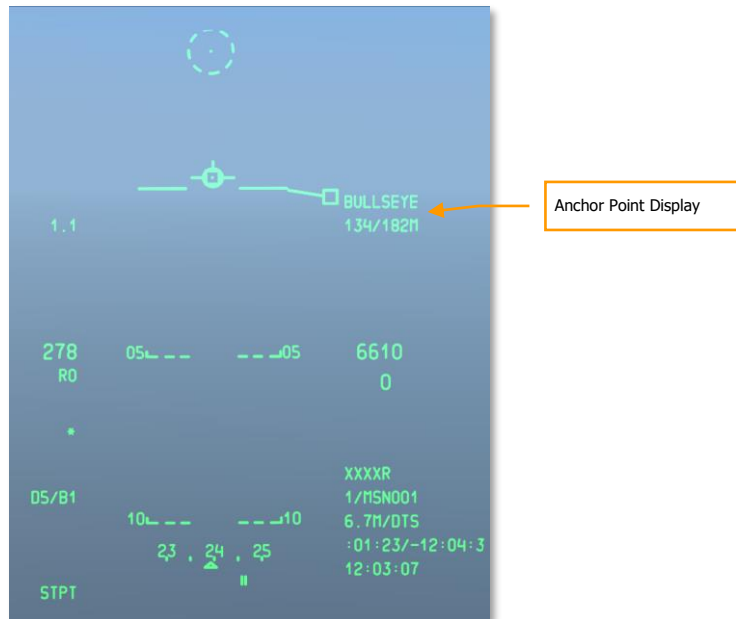 BULLSEYE
134/182M
Anchor Point Display
1.1
278
05 05
6610
R0
0
*
XXXXR
D5/B1
1/MSN001
10 10
6.7M/DTS
23 . 24 . 25
:01:23/-12:04:3
12:03:07
STPT